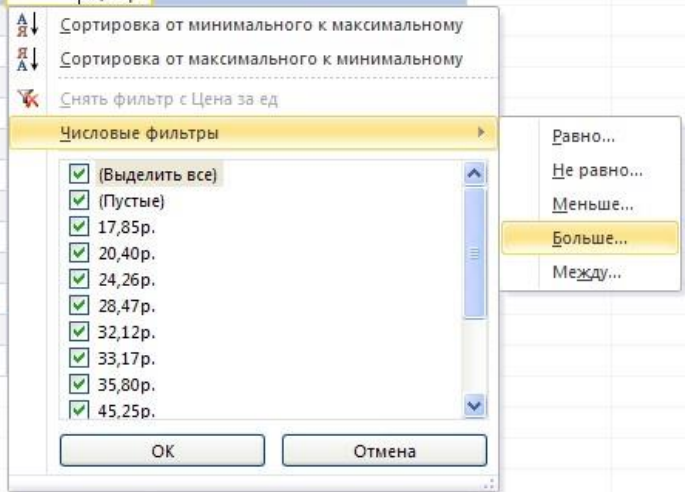 Сортировка от минимального к максимальному
Сортировка от максимального к минимальному
Снять фильтр с Цена за ед
Числовые фильтры
(Выделить все)
(Пустые)
17,85р.
20,40р.
24,26р.
28,47р.
32,12р.
33,17р.
35,80р.
45,25р.
ОК
Отмена
Равно...
Не равно...
Меньше...
Больше...
Между...